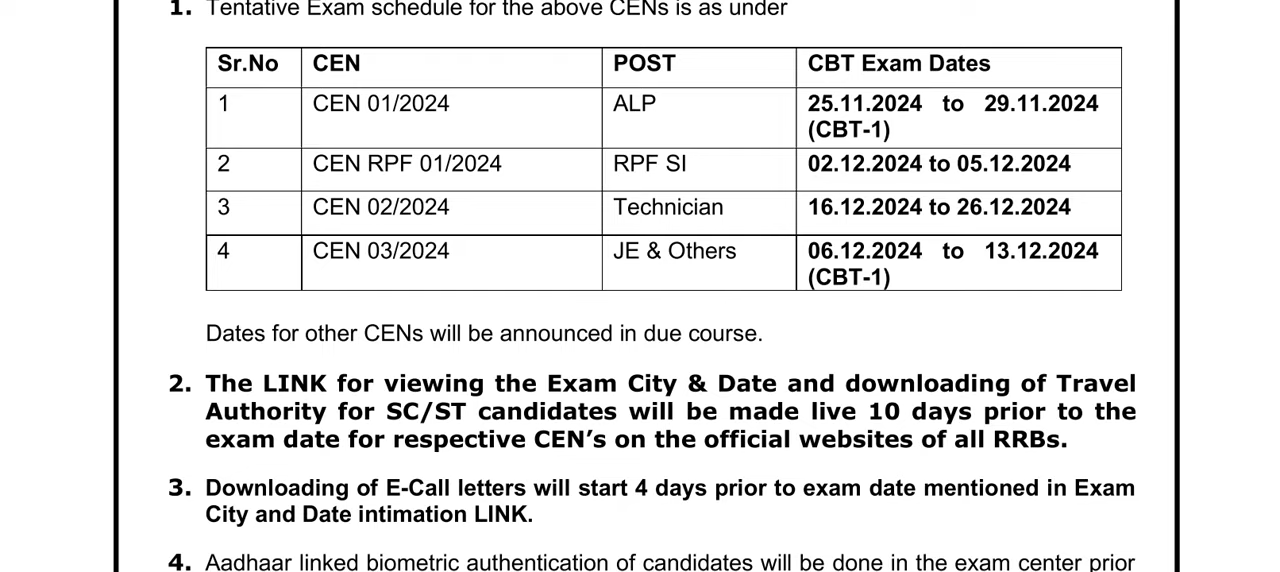 1. Tentative Exam schedule for the above CENs is as under
Sr.No CEN POST CBT Exam Dates
1 CEN 01/2024 ALP 25.11.2024 to 29.11.2024
(CBT-1)
2 CEN RPF 01/2024 RPF SI 02.12.2024 to 05.12.2024
3 CEN 02/2024 Technician 16.12.2024 to 26.12.2024
4 CEN 03/2024 JE & Others 06.12.2024 to 13.12.2024
(CBT-1)
Dates for other CENs will be announced in due course.
2. The LINK for viewing the Exam City & Date and downloading of Travel
Authority for SC/ST candidates will be made live 10 days prior to the
exam date for respective CEN’s on the official websites of all RRBs.
3. Downloading of E-Call letters will start 4 days prior to exam date mentioned in Exam
City and Date intimation LINK.
4. Aadhaar linked biometric authentication of candidates will be done in the exam center prior